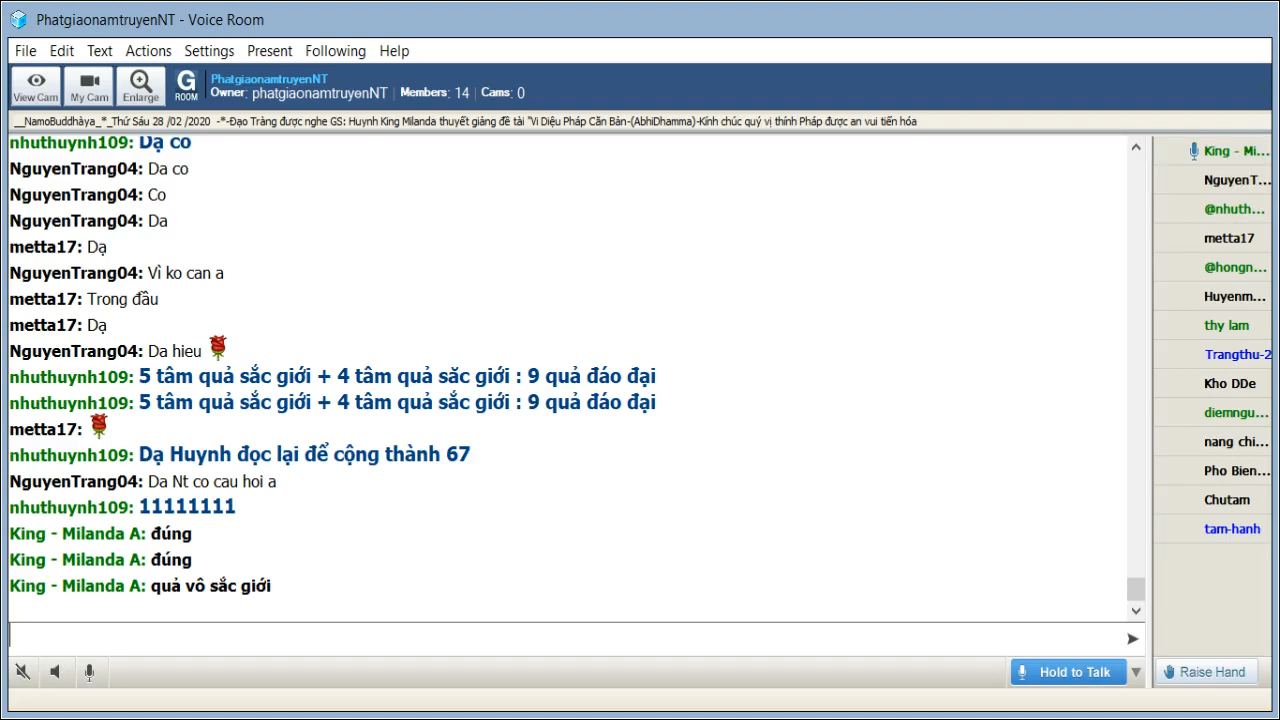 PhatgiaonamtruyenNT - Voice Room
File Edit Text Actions Settings Present Following Help
View Cam My Cam Enlarge G ROOM
PhatgiaonamtruyenNT
Owner: phatgiaonamtruyenNT Members: 14 Cams: 0
__NamoBuddhàya_*_Thứ Sáu 28 /02 /2020 -*-Đạo Tràng được nghe GS: Huynh King Milanda thuyết giảng đề tài "Vi Diệu Pháp Căn Bản-(AbhiDhamma)-Kính chúc quý vị thính Pháp được an vui tiến hóa
nhuthuynh109: Dạ co
NguyenTrang04: Da co
NguyenTrang04: Co
NguyenTrang04: Da
metta17: Dạ
NguyenTrang04: Vì ko can a
metta17: Trong đầu
metta17: Dạ
NguyenTrang04: Da hieu
nhuthuynh109: 5 tâm quả sắc giới + 4 tâm quả săc giới : 9 quả đáo đại
nhuthuynh109: 5 tâm quả sắc giới + 4 tâm quả sắc giới : 9 quả đáo đại
metta17:
nhuthuynh109: Dạ Huynh đọc lại để cộng thành 67
NguyenTrang04: Da Nt co cau hoi a
nhuthuynh109: 11111111
King - Milanda A: đúng
King - Milanda A: đúng
King - Milanda A: quả vô sắc giới
King - Mi...
NguyenT...
@nhuth...
metta17
@hongn...
Huyenm...
thy lam
Trangthu-2
Kho DDe
diemngu...
nang chi...
Pho Bien...
Chutam
tam-hanh
Hold to Talk
Raise Hand